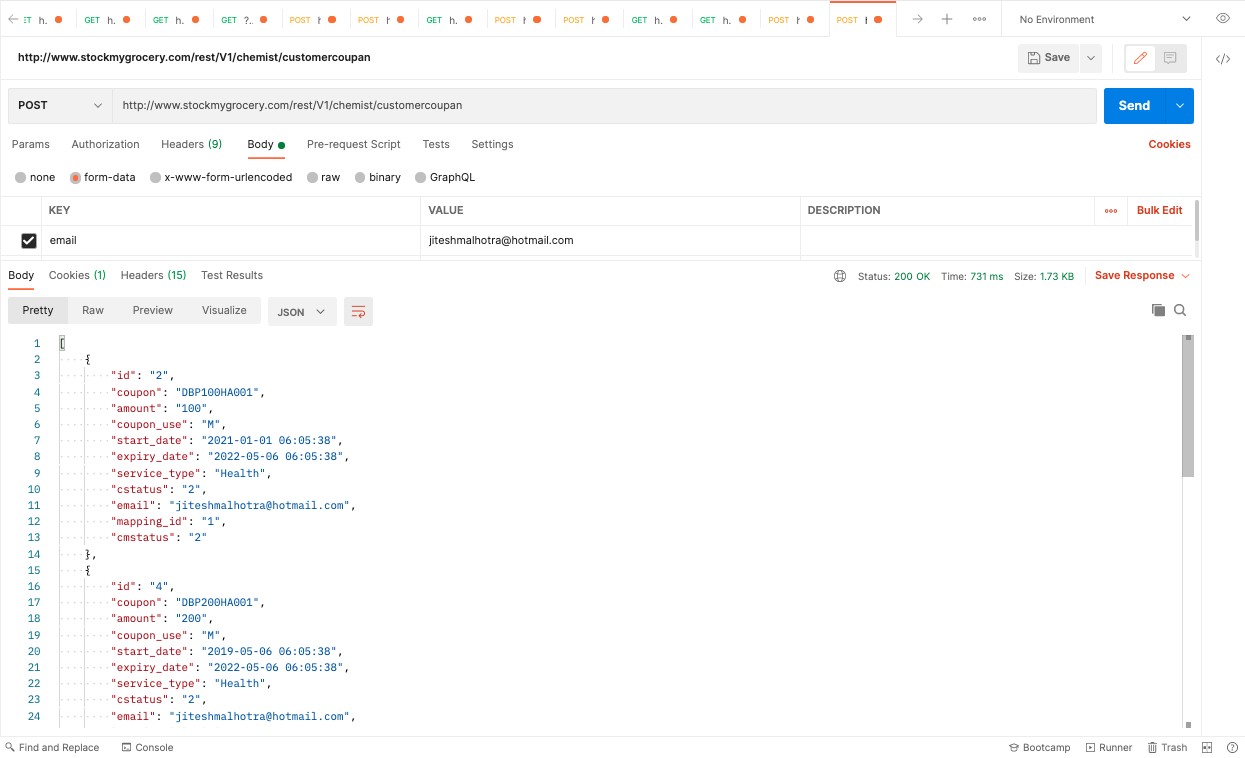 ET h. GET h. GET h. GET ?.. POST h POST h GET h. POST h POST h GET h. GET h. POST h POST h No Environment
http://www.stockmygrocery.com/rest/V1/chemist/customercoupan Save
POST http://www.stockmygrocery.com/rest/V1/chemist/customercoupan Send
Params Authorization Headers (9) Body Pre-request Script Tests Settings Cookies
none form-data x-www-form-urlencoded raw binary GraphQL
KEY VALUE DESCRIPTION Bulk Edit
email jiteshmalhotra@hotmail.com
Body Cookies (1) Headers (15) Test Results Status: 200 OK Time: 731 ms Size: 1.73 KB Save Response
Pretty Raw Preview Visualize JSON
1 [
2 {
3 "id": "2",
4 "coupon": "DBP100HA001",
5 "amount": "100",
6 "coupon_use": "M",
7 "start_date": "2021-01-01 06:05:38",
8 "expiry_date": "2022-05-06 06:05:38",
9 "service_type": "Health",
10 "cstatus": "2",
11 "email": "jiteshmalhotra@hotmail.com",
12 "mapping_id": "1",
13 "cmstatus": "2"
14 },
15 {
16 "id": "4",
17 "coupon": "DBP200HA001",
18 "amount": "200",
19 "coupon_use": "M",
20 "start_date": "2019-05-06 06:05:38",
21 "expiry_date": "2022-05-06 06:05:38",
22 "service_type": "Health",
23 "cstatus": "2",
24 "email": "jiteshmalhotra@hotmail.com",
Find and Replace Console Bootcamp Runner Trash